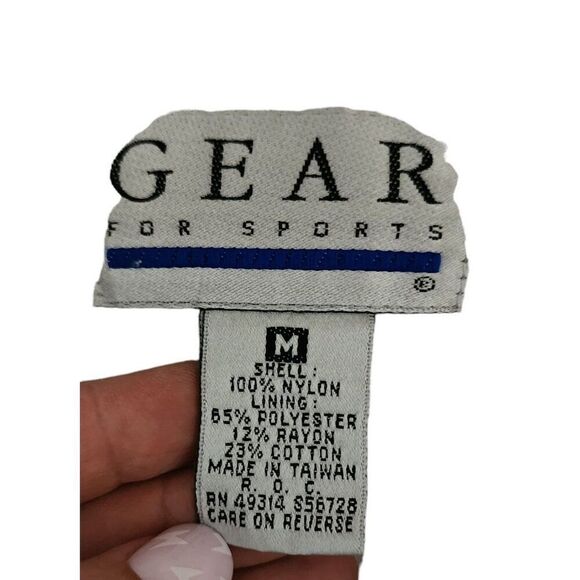 GEAR
FOR SPORTS
®
M
SHELL:
100% NYLON
LINING:
65% POLYESTER
12% RAYON
23% COTTON
MADE IN TAIWAN
R. O. C.
RN 49314 S56728
CARE ON REVERSE